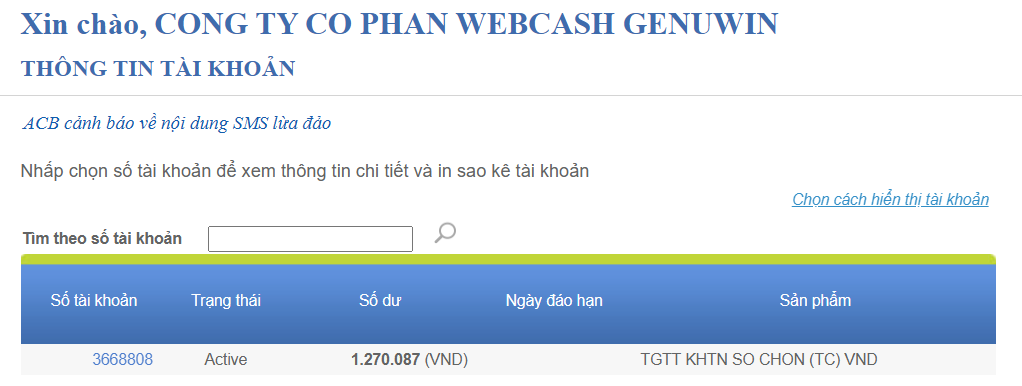 Xin chào, CONG TY CO PHAN WEBCASH GENUWIN
THÔNG TIN TÀI KHOẢN
ACB cảnh báo về nội dung SMS lừa đảo
Nhấp chọn số tài khoản để xem thông tin chi tiết và in sao kê tài khoản
Chọn cách hiển thị tài khoản
Tìm theo số tài khoản
Số tài khoản Trạng thái Số dư Ngày đáo hạn Sản phẩm
3668808 Active 1.270.087 (VND) TGTT KHTN SO CHON (TC) VND